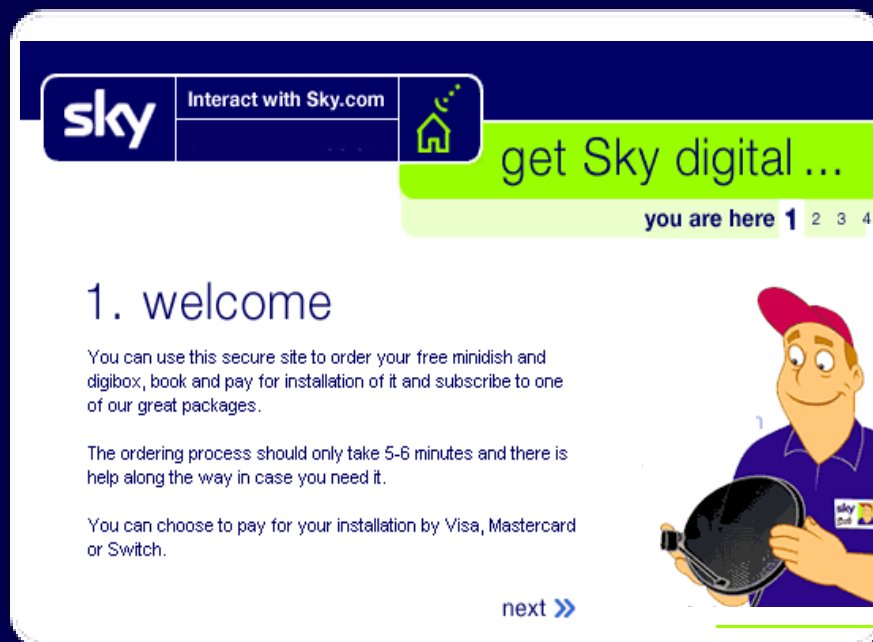 sky
Interact with Sky.com
get Sky digital ...
you are here 1 2 3 4
1. welcome
You can use this secure site to order your free minidish and
digibox, book and pay for installation of it and subscribe to one
of our great packages.
The ordering process should only take 5-6 minutes and there is
help along the way in case you need it.
You can choose to pay for your installation by Visa, Mastercard
or Switch.
sky
Bob
next »